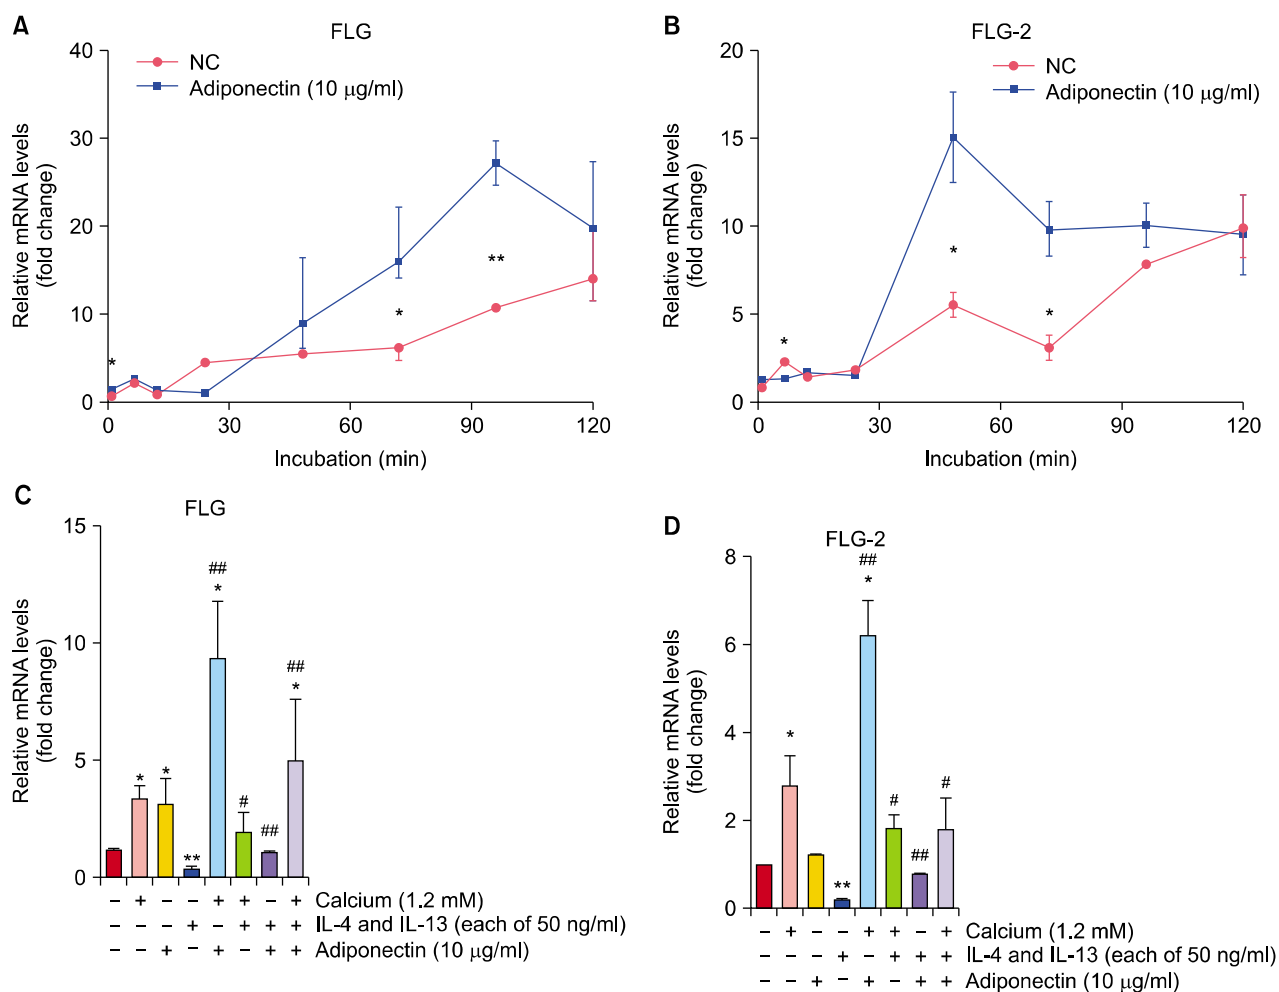 A
FLG
Relative mRNA levels
(fold change)
40
30
20
10
0
NC
Adiponectin (10 μg/ml)
*
*
**
0 30 60 90 120
Incubation (min)
B
FLG-2
Relative mRNA levels
(fold change)
20
15
10
5
0
NC
Adiponectin (10 μg/ml)
*
*
*
0 30 60 90 120
Incubation (min)
C
FLG
Relative mRNA levels
(fold change)
15
10
5
0
* * ** ## * # ## ## *
− + − − + + − + Calcium (1.2 mM)
− − − + − + + + IL-4 and IL-13 (each of 50 ng/ml)
− − + − + − + + Adiponectin (10 μg/ml)
D
FLG-2
Relative mRNA levels
(fold change)
8
6
4
2
0
* ** ## * # ## #
− + − − + + − + Calcium (1.2 mM)
− − − + − + + + IL-4 and IL-13 (each of 50 ng/ml)
− − + − + − + + Adiponectin (10 μg/ml)